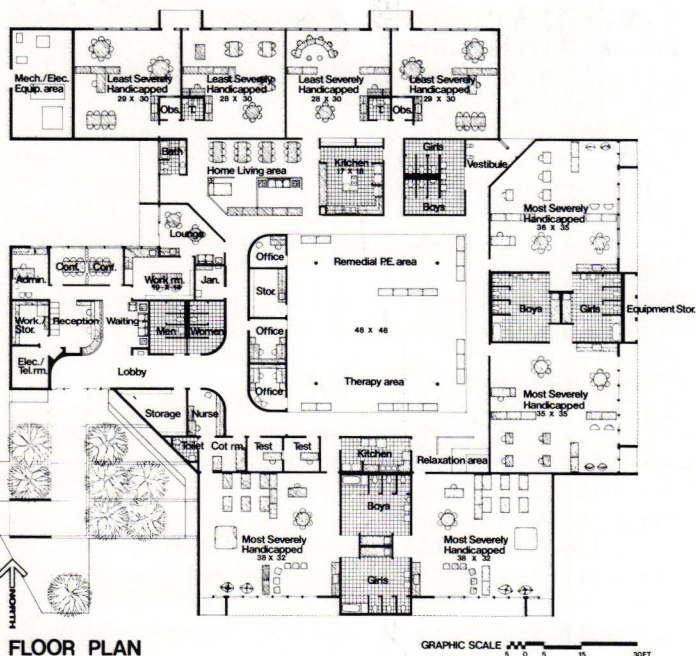 Mech./Elec.
Equip. area
Least Severely
Handicapped
29 X 30
Least Severely
Handicapped
28 X 30
Least Severely
Handicapped
28 X 30
Least Severely
Handicapped
29 X 30
Obs.
T.
T.
Obs.
Bath
Home Living area
Kitchen
17 X 18
Girls
Boys
Vestibule
Most Severely
Handicapped
36 X 35
Lounge
Office
Remedial P.E. area
Conf.
Conf.
Admin.
Work rm.
Jan.
Stor.
Boys
Girls
Equipment Stor.
Work./
Stor.
Reception
Waiting
Men
Women
Office
48 X 48
Elec./
Tel. rm.
Lobby
Office
Therapy area
Most Severely
Handicapped
35 X 35
Storage
Nurse
Toilet
Cot rm.
Test
Test
Kitchen
Relaxation area
Boys
Most Severely
Handicapped
38 X 32
Most Severely
Handicapped
38 X 32
Girls
NORTH
FLOOR PLAN
GRAPHIC SCALE
5 0 5 15 30FT